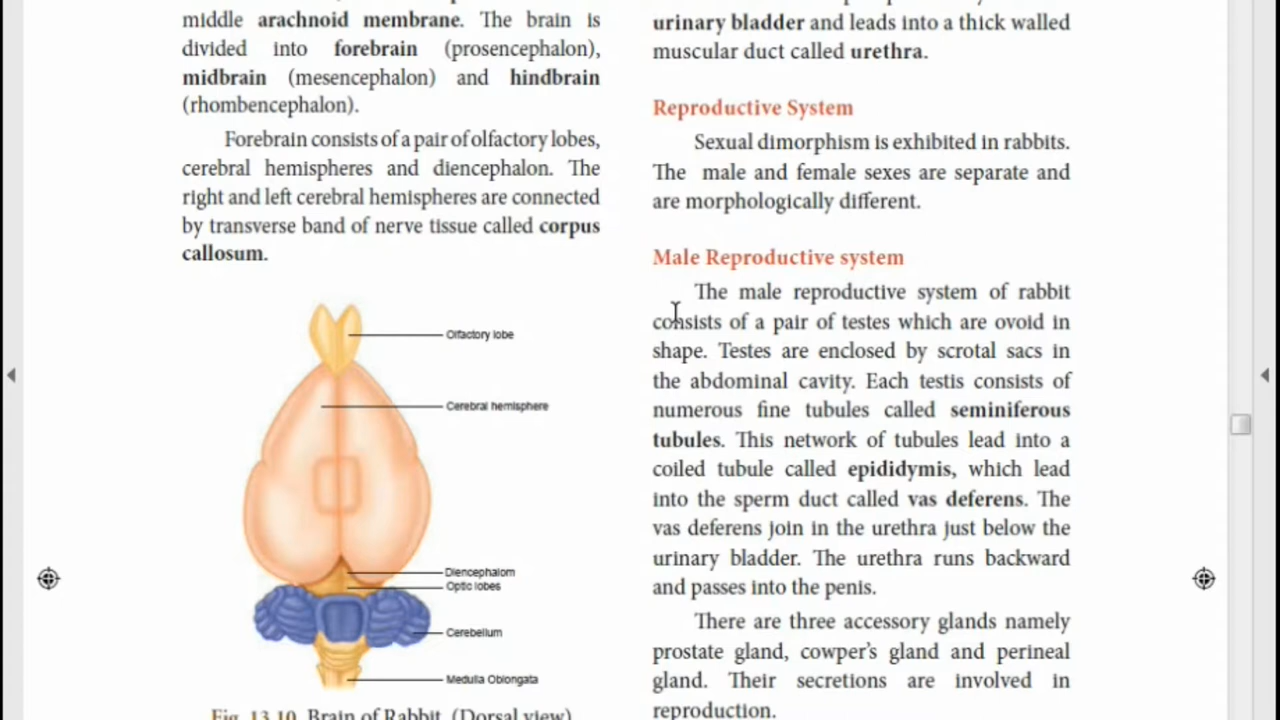 middle arachnoid membrane. The brain is
divided into forebrain (prosencephalon),
midbrain (mesencephalon) and hindbrain
(rhombencephalon).
Forebrain consists of a pair of olfactory lobes,
cerebral hemispheres and diencephalon. The
right and left cerebral hemispheres are connected
by transverse band of nerve tissue called corpus
callosum.
Olfactory lobe
Cerebral hemisphere
Diencephalom
Optic lobes
Cerebellum
Medulla Oblongata
Fig. 13.10 Brain of Rabbit (Dorsal view)
urinary bladder and leads into a thick walled
muscular duct called urethra.
Reproductive System
Sexual dimorphism is exhibited in rabbits.
The male and female sexes are separate and
are morphologically different.
Male Reproductive system
The male reproductive system of rabbit
consists of a pair of testes which are ovoid in
shape. Testes are enclosed by scrotal sacs in
the abdominal cavity. Each testis consists of
numerous fine tubules called seminiferous
tubules. This network of tubules lead into a
coiled tubule called epididymis, which lead
into the sperm duct called vas deferens. The
vas deferens join in the urethra just below the
urinary bladder. The urethra runs backward
and passes into the penis.
There are three accessory glands namely
prostate gland, cowper's gland and perineal
gland. Their secretions are involved in
reproduction.